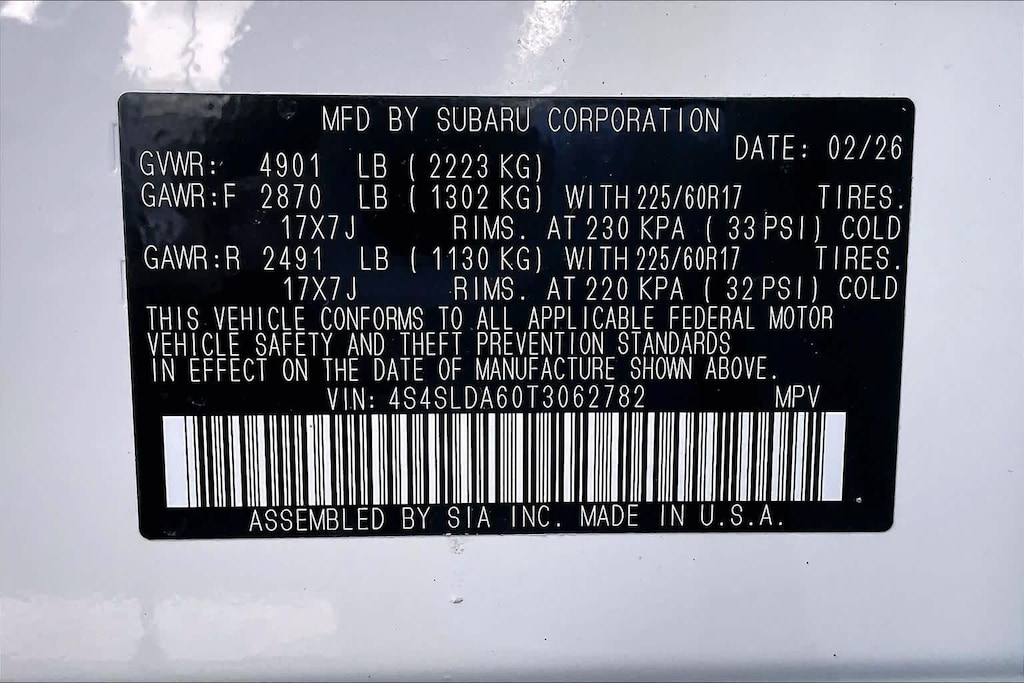 MFD BY SUBARU CORPORATION
DATE: 02/26
GVWR: 4901 LB ( 2223 KG)
GAWR:F 2870 LB ( 1302 KG) WITH 225/60R17 TIRES.
17X7J RIMS. AT 230 KPA ( 33 PSI) COLD
GAWR:R 2491 LB ( 1130 KG) WITH 225/60R17 TIRES.
17X7J RIMS. AT 220 KPA ( 32 PSI) COLD
THIS VEHICLE CONFORMS TO ALL APPLICABLE FEDERAL MOTOR
VEHICLE SAFETY AND THEFT PREVENTION STANDARDS
IN EFFECT ON THE DATE OF MANUFACTURE SHOWN ABOVE.
VIN: 4S4SLDA60T3062782 MPV
ASSEMBLED BY SIA INC. MADE IN U.S.A.